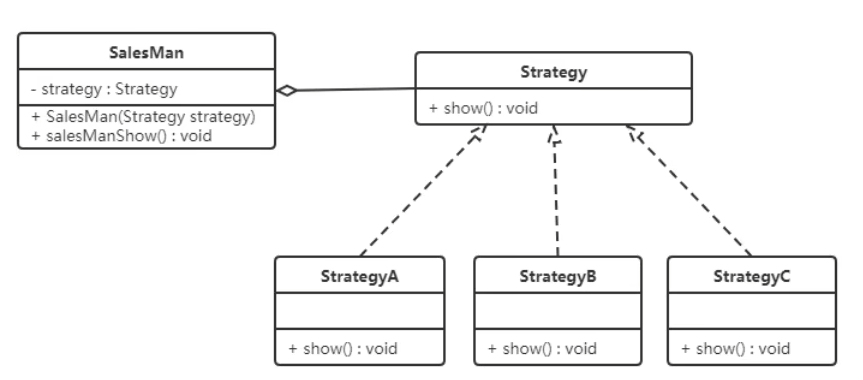 SalesMan
- strategy : Strategy
+ SalesMan(Strategy strategy)
+ salesManShow() : void
Strategy
+ show() : void
StrategyA
+ show() : void
StrategyB
+ show() : void
StrategyC
+ show() : void